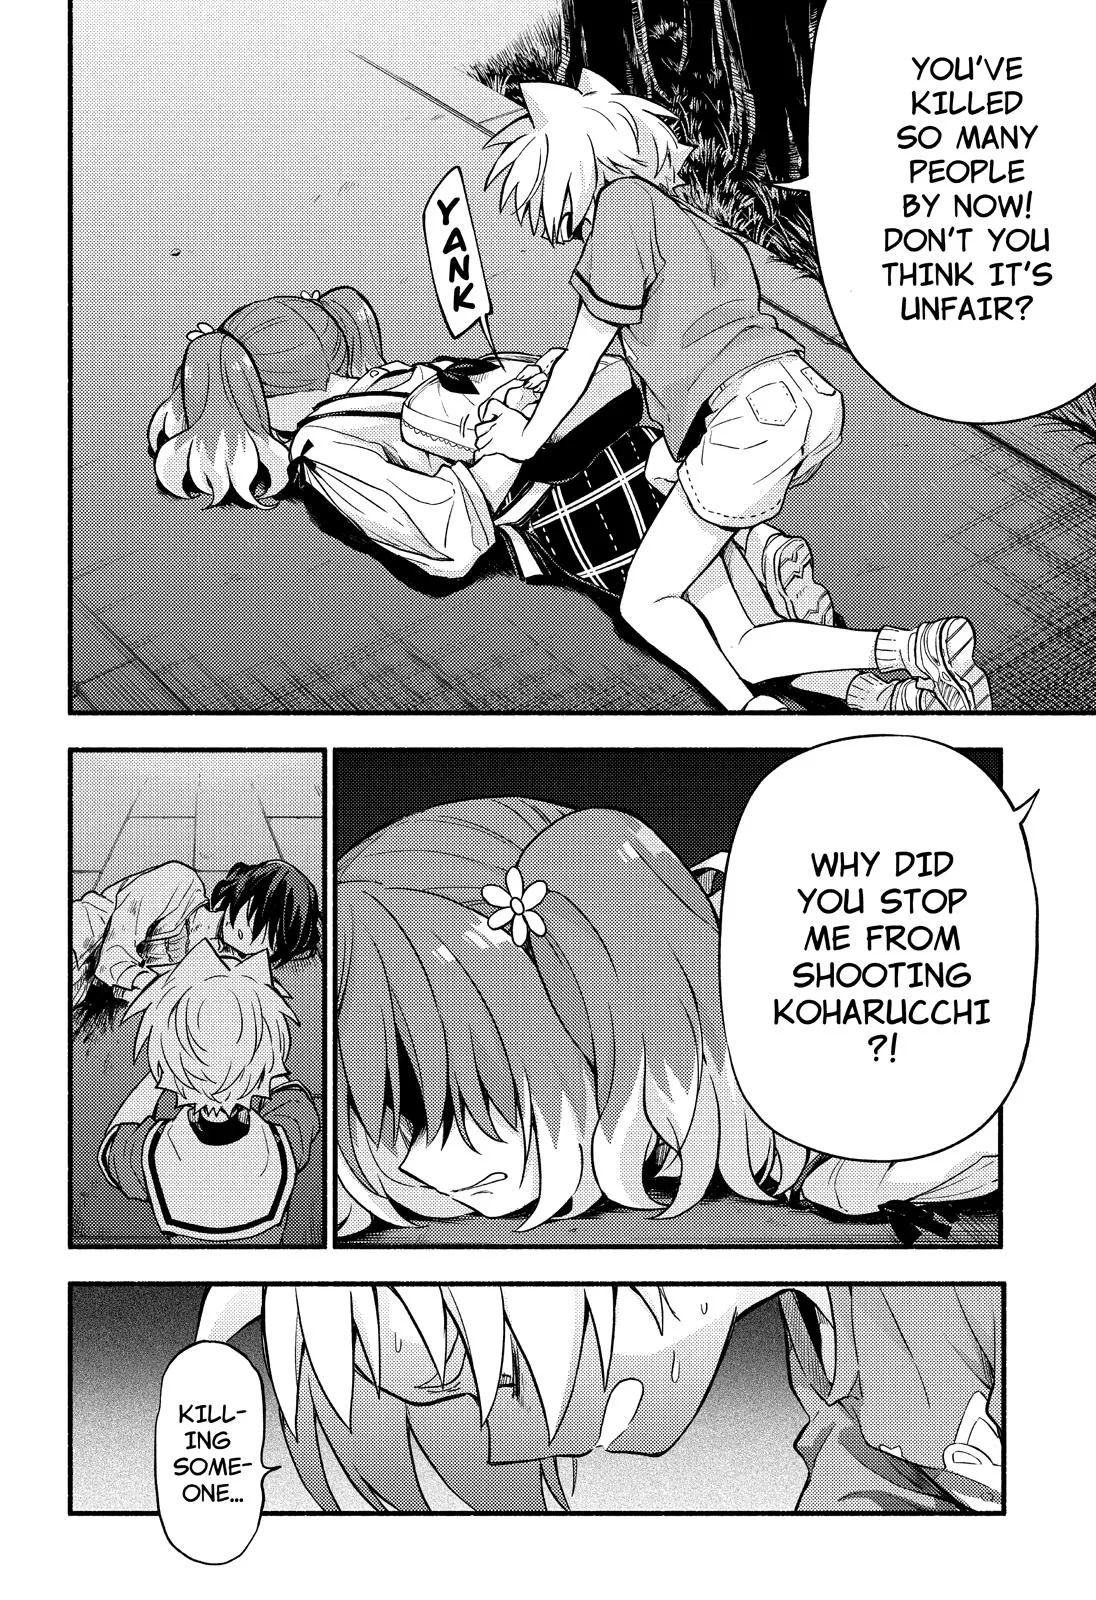 YOU'VE
KILLED
SO MANY
PEOPLE
BY NOW!
DON'T YOU
THINK IT'S
UNFAIR?
YANK
WHY DID
YOU STOP
ME FROM
SHOOTING
KOHARUCCHI
?!
KILL-
ING
SOME-
ONE...